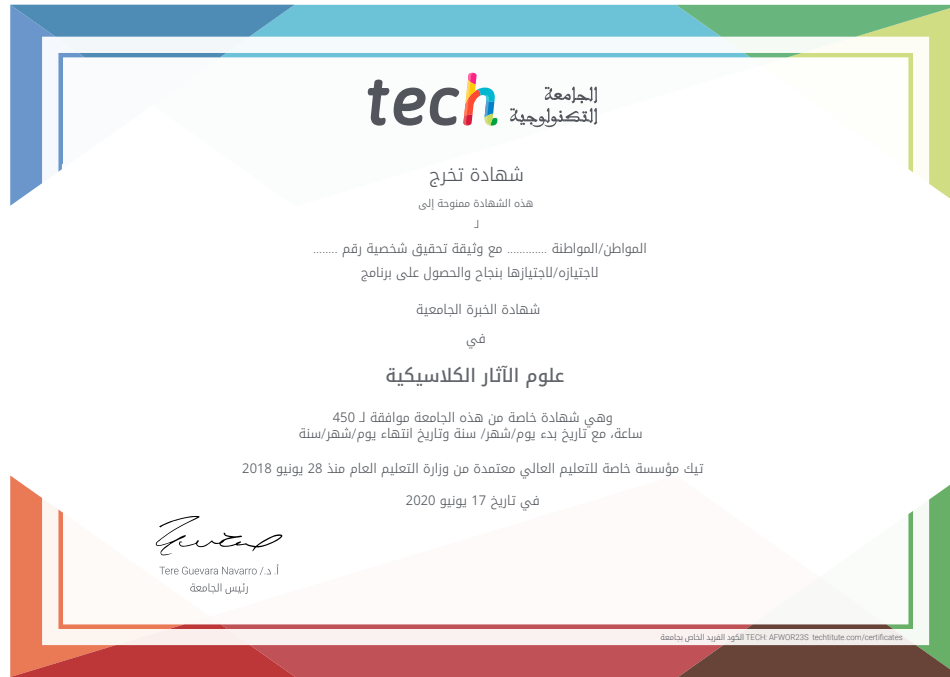 tech الجامعة
التكنولوجية
شهادة تخرج
هذه الشهادة ممنوحة إلى
لـ
المواطن/المواطنة ............. مع وثيقة تحقيق شخصية رقم ........
لاجتيازه/لاجتيازها بنجاح والحصول على برنامج
شهادة الخبرة الجامعية
في
علوم الآثار الكلاسيكية
وهي شهادة خاصة من هذه الجامعة موافقة لـ 450
ساعة، مع تاريخ بدء يوم/شهر/ سنة وتاريخ انتهاء يوم/شهر/سنة
تيك مؤسسة خاصة للتعليم العالي معتمدة من وزارة التعليم العام منذ 28 يونيو 2018
في تاريخ 17 يونيو 2020
أ.د./ Tere Guevara Navarro
رئيس الجامعة
الكود الفريد الخاص بجامعة TECH: AFWOR23S techtitute.com/certificates